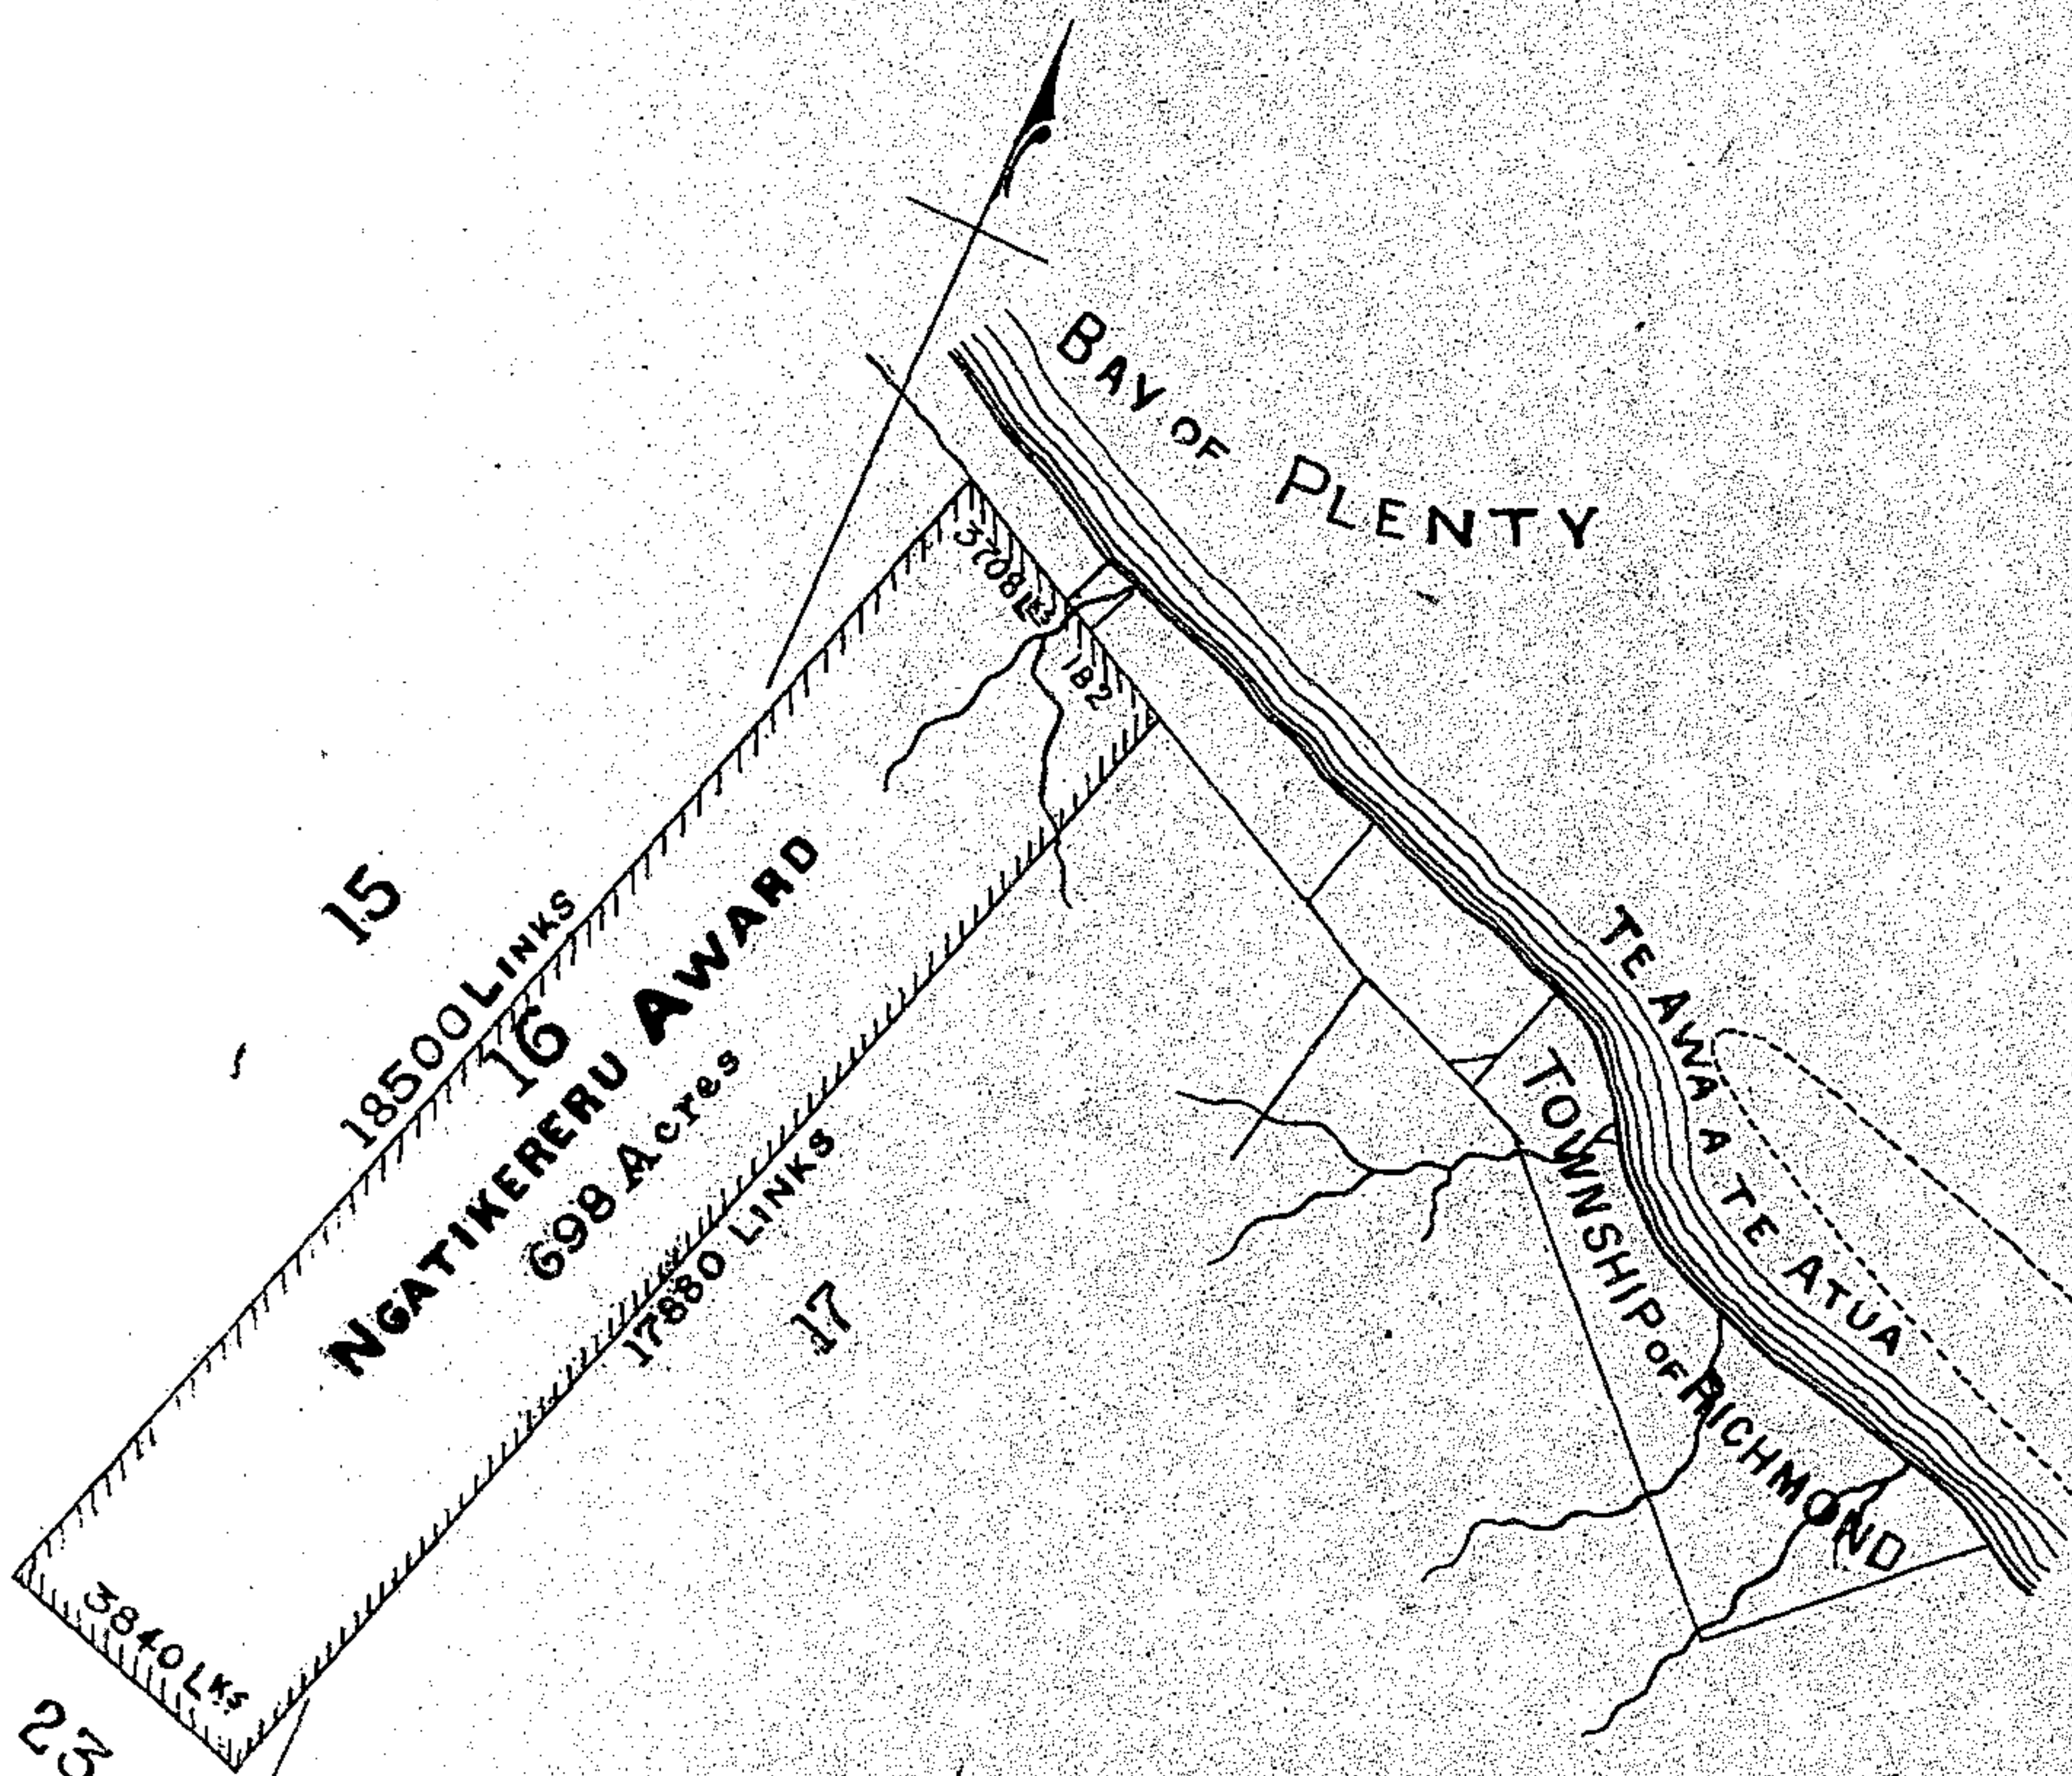 BAY OF PLENTY
3708 LKS
1B2
15
18500 LINKS
16
NGATIKERERU AWARD
698 Acres
17880 LINKS
17
TE AWA A TE ATUA
TOWNSHIP OF RICHMOND
3840 LKS
23